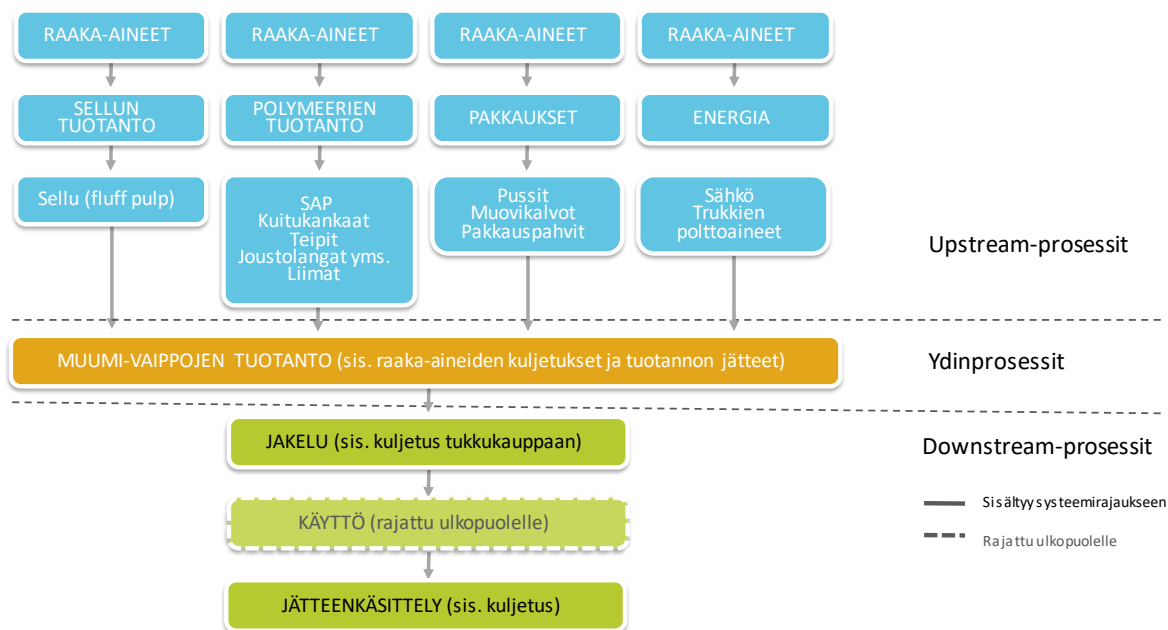 RAAKA-AINEET
RAAKA-AINEET
RAAKA-AINEET
RAAKA-AINEET
SELLUN
TUOTANTO
POLYMEERIEN
TUOTANTO
PAKKAUKSET
ENERGIA
Sellu (fluff pulp)
SAP
Kuitukankaat
Teipit
Joustolangat yms.
Liimat
Pussit
Muovikalvot
Pakkauspahvit
Sähkö
Trukkien
polttoaineet
Upstream-prosessit
MUUMI-VAIPPOJEN TUOTANTO (sis. raaka-aineiden kuljetukset ja tuotannon jätteet)
Ydinprosessit
JAKELU (sis. kuljetus tukkukauppaan)
Downstream-prosessit
KÄYTTÖ (rajattu ulkopuolelle)
Sisältyy systeemirajaukseen
Rajattu ulkopuolelle
JÄTTEENKÄSITTELY (sis. kuljetus)